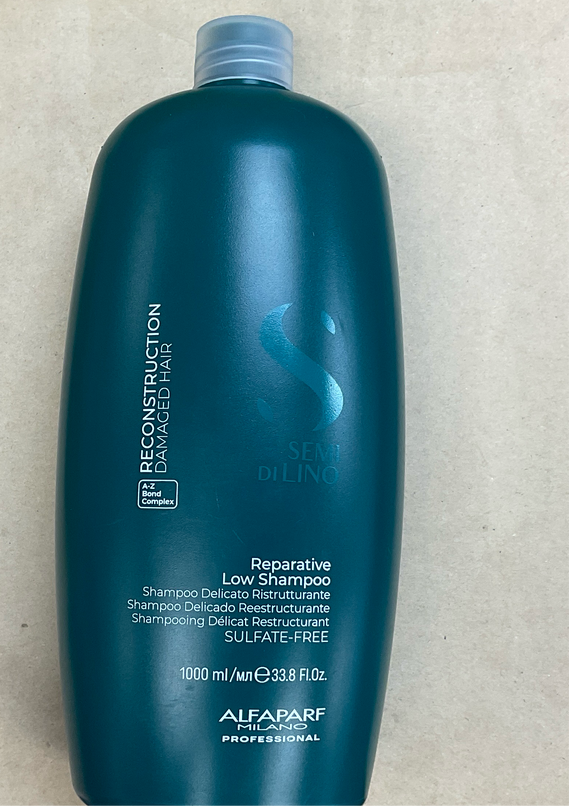 RECONSTRUCTION
DAMAGED HAIR
A-Z
Bond
Complex
SEMI
DI LINO
Reparative
Low Shampoo
Shampoo Delicato Ristrutturante
Shampoo Delicado Reestructurante
Shampooing Délicat Restructurant
SULFATE-FREE
1000 ml/мл℮33.8 Fl.Oz.
ALFAPARF
MILANO
PROFESSIONAL